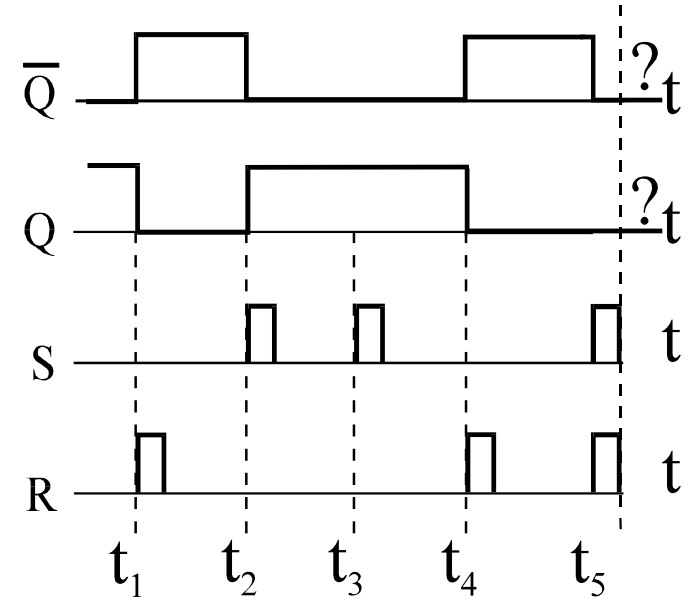 Q̅ ? t
Q ? t
S t
R t
t₁ t₂ t₃ t₄ t₅